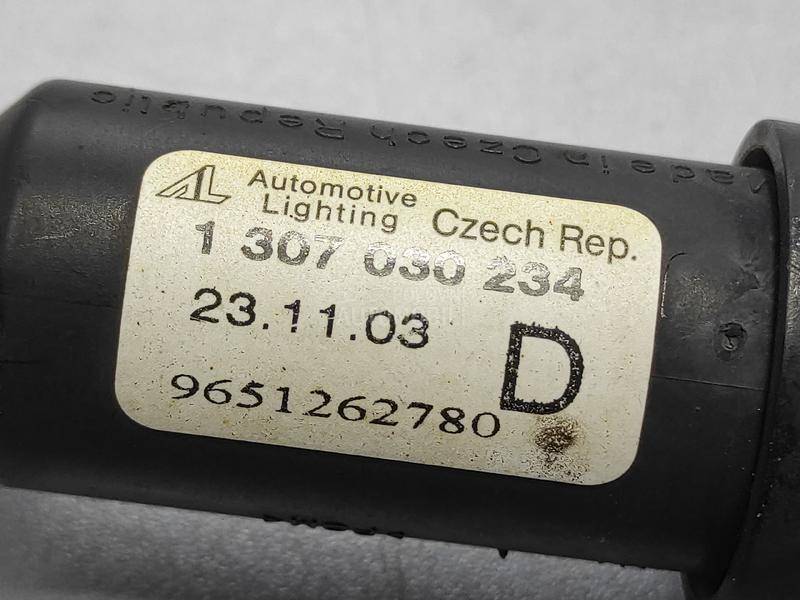 Made in Czech Republic
AL Automotive Lighting Czech Rep.
1 307 030 234
23.11.03
D
9651262780